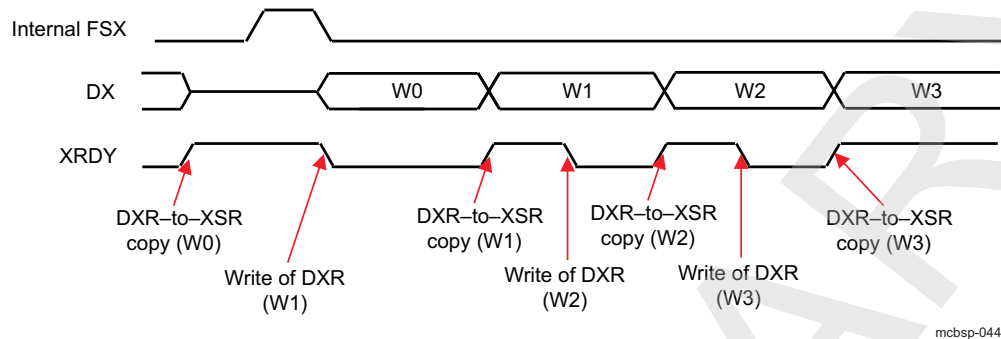 Internal FSX
DX
W0
W1
W2
W3
XRDY
DXR–to–XSR
copy (W0)
Write of DXR
(W1)
DXR–to–XSR
copy (W1)
Write of DXR
(W2)
DXR–to–XSR
copy (W2)
Write of DXR
(W3)
DXR–to–XSR
copy (W3)
mcbsp-044